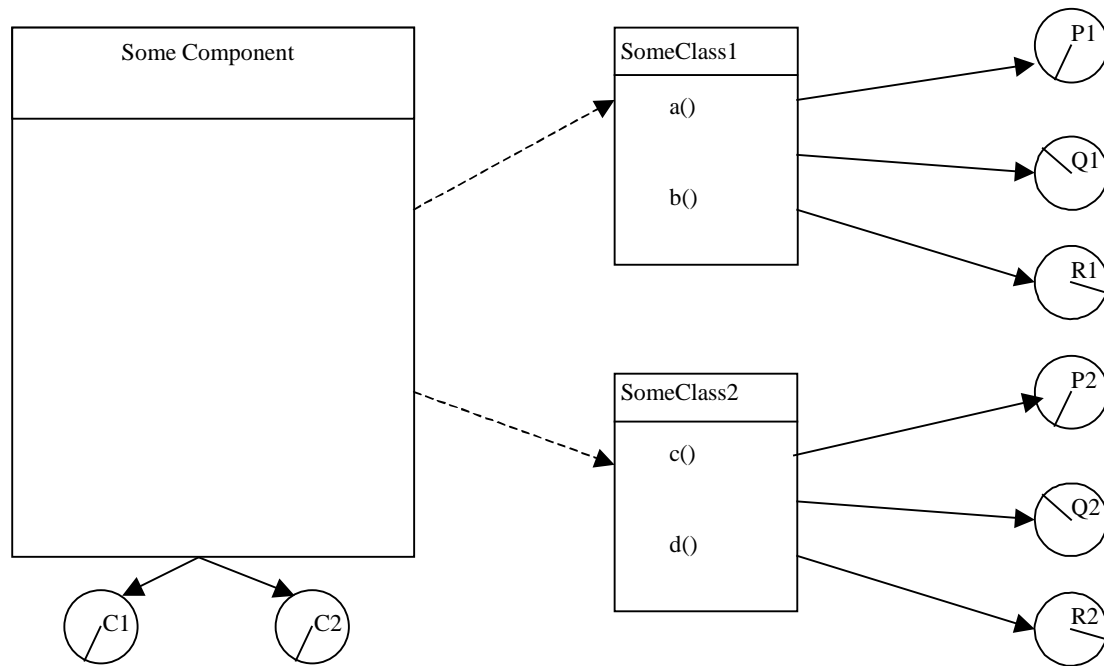 Some Component
SomeClass1
a()
b()
P1
Q1
R1
SomeClass2
c()
d()
P2
Q2
R2
C1
C2